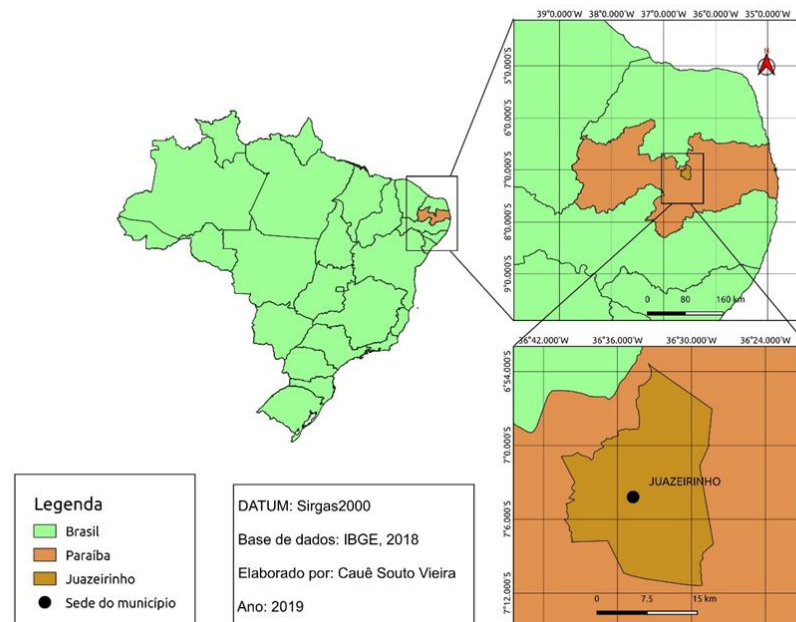 39°0.000'W 38°0.000'W 37°0.000'W 36°0.000'W 35°0.000'W
N
5°0.000'S
6°0.000'S
7°0.000'S
8°0.000'S
9°0.000'S
0 80 160 km
36°42.000'W 36°36.000'W 36°30.000'W 36°24.000'W
6°54.000'S
7°0.000'S
7°6.000'S
7°12.000'S
JUAZEIRINHO
0 7.5 15 km
Legenda
Brasil
Paraíba
Juazeirinho
Sede do município
DATUM: Sirgas2000
Base de dados: IBGE, 2018
Elaborado por: Cauê Souto Vieira
Ano: 2019